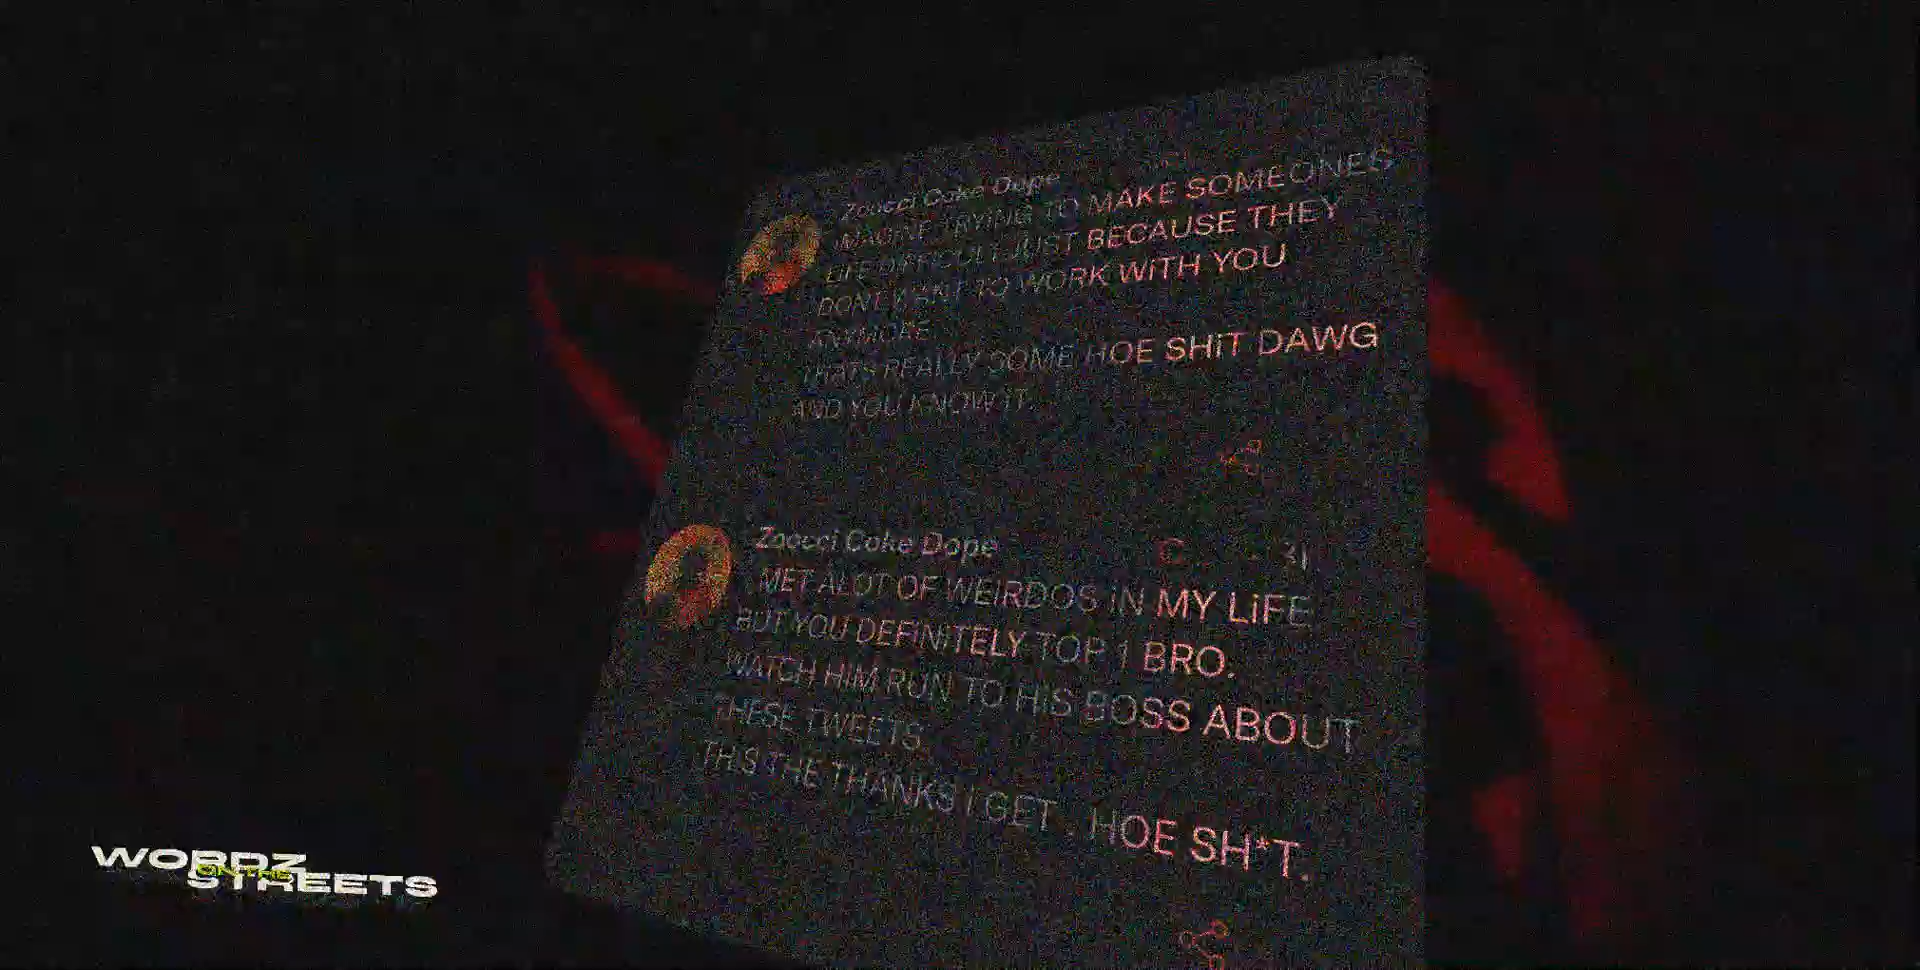 Zoocci Coke Dope
IMAGINE TRYING TO MAKE SOMEONES
LIFE DIFFICULT JUST BECAUSE THEY
DONT WANT TO WORK WiTH YOU
ANYMORE
THATS REALLY SOME HOE SHiT DAWG
AND YOU KNOW IT.
Zoocci Coke Dope
MET ALOT OF WEiRDOS iN MY LiFE
BUT YOU DEFiNiTELY TOP 1 BRO.
WATCH HiM RUN TO HiS BOSS ABOUT
THESE TWEETS.
THiS THE THANKS I GET . HOE SH*T.
WORDZ
ON THE
STREETS